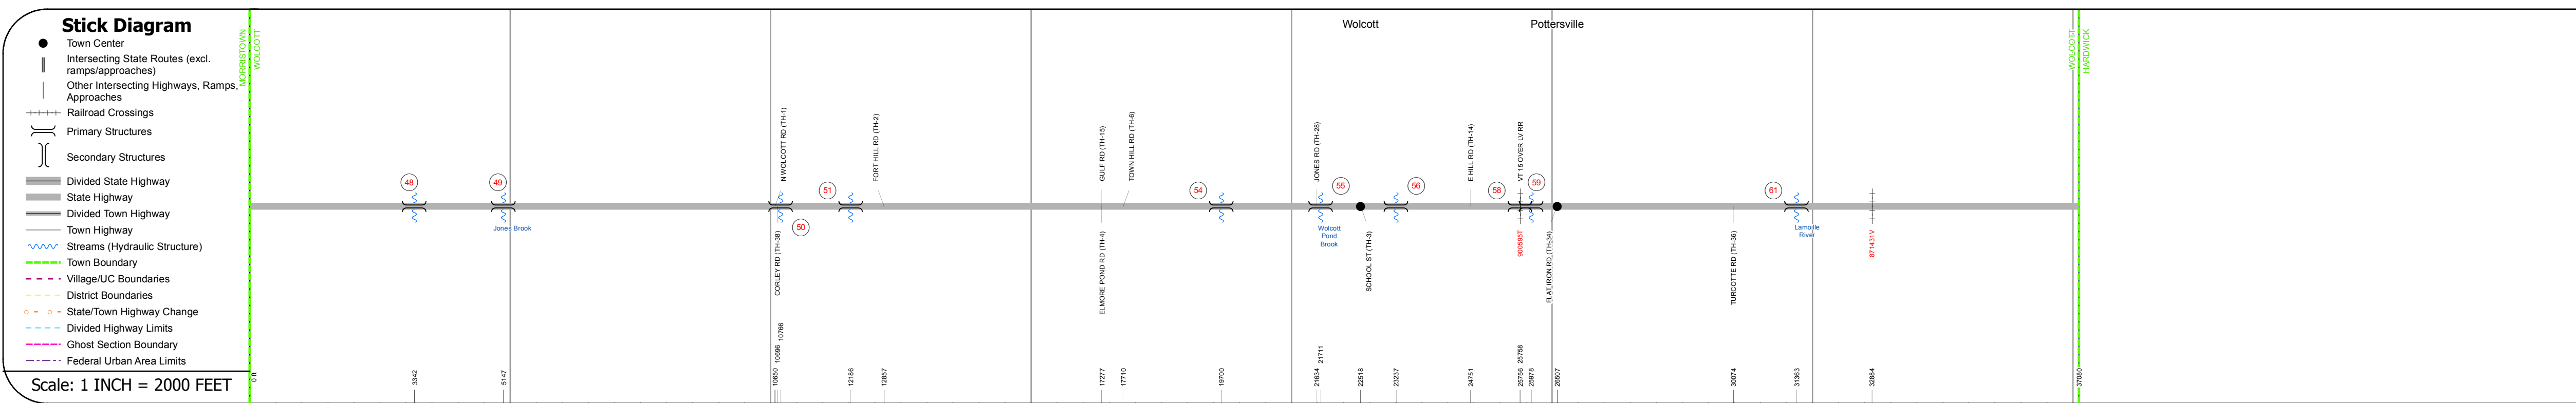 Stick Diagram
Town Center
Intersecting State Routes (excl.
ramps/approaches)
Other Intersecting Highways, Ramps,
Approaches
Railroad Crossings
Primary Structures
Secondary Structures
Divided State Highway
State Highway
Divided Town Highway
Town Highway
Streams (Hydraulic Structure)
Town Boundary
Village/UC Boundaries
District Boundaries
State/Town Highway Change
Divided Highway Limits
Ghost Section Boundary
Federal Urban Area Limits
Scale: 1 INCH = 2000 FEET
MORRISTOWN
WOLCOTT
Wolcott
Pottersville
WOLCOTT
HARDWICK
N WOLCOTT RD (TH-1)
FORT HILL RD (TH-2)
GULF RD (TH-15)
TOWN HILL RD (TH-6)
JONES RD (TH-28)
E HILL RD (TH-14)
VT 15 OVER LV RR
48
49
50
51
54
55
56
58
59
61
Jones Brook
Wolcott
Pond
Brook
Lamoille
River
CORLEY RD (TH-38)
ELMORE POND RD (TH-4)
SCHOOL ST (TH-3)
900595T
FLAT IRON RD (TH-34)
TURCOTTE RD (TH-36)
871431V
0 ft
3342
5147
10650
10696
10766
12186
12857
17277
17710
19700
21634
21711
22518
23237
24751
25756
25758
25978
26507
30074
31363
32884
37080